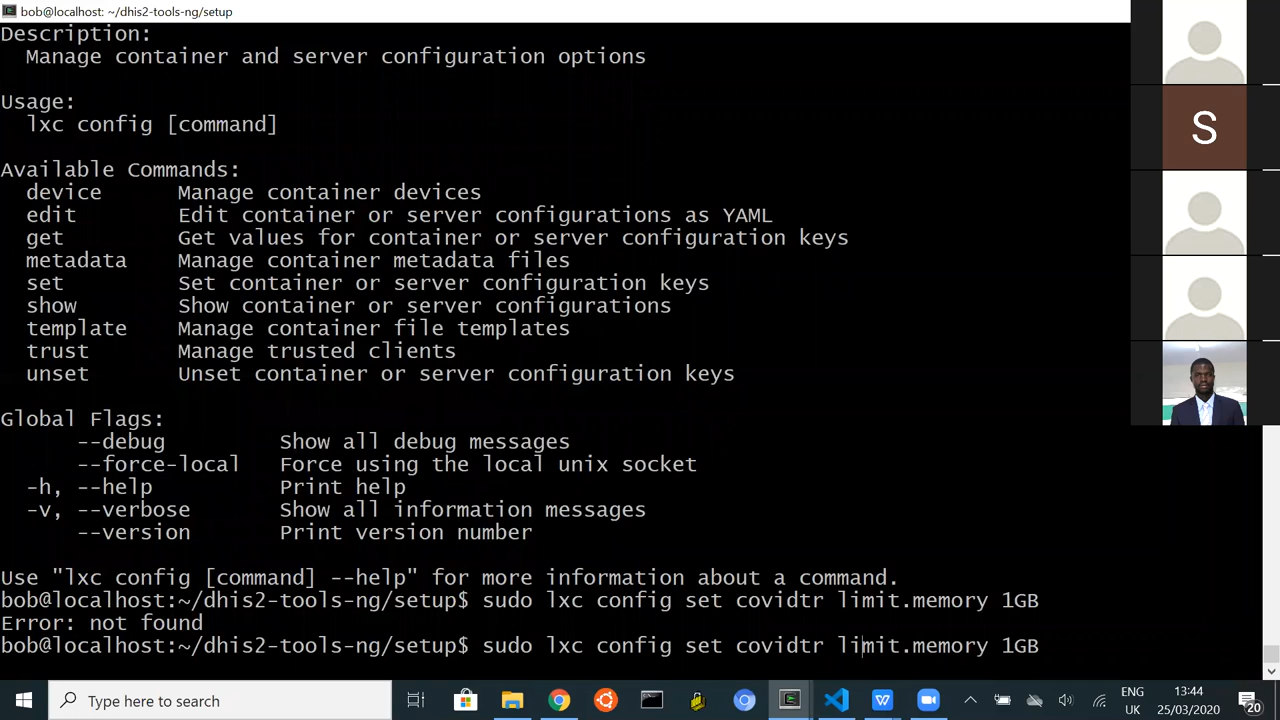 bob@localhost: ~/dhis2-tools-ng/setup
Description:
Manage container and server configuration options
Usage:
lxc config [command]
Available Commands:
device Manage container devices
edit Edit container or server configurations as YAML
get Get values for container or server configuration keys
metadata Manage container metadata files
set Set container or server configuration keys
show Show container or server configurations
template Manage container file templates
trust Manage trusted clients
unset Unset container or server configuration keys
Global Flags:
--debug Show all debug messages
--force-local Force using the local unix socket
-h, --help Print help
-v, --verbose Show all information messages
--version Print version number
Use "lxc config [command] --help" for more information about a command.
bob@localhost:~/dhis2-tools-ng/setup$ sudo lxc config set covidtr limit.memory 1GB
Error: not found
bob@localhost:~/dhis2-tools-ng/setup$ sudo lxc config set covidtr limit.memory 1GB
S
Type here to search
ENG
UK
13:44
25/03/2020
20